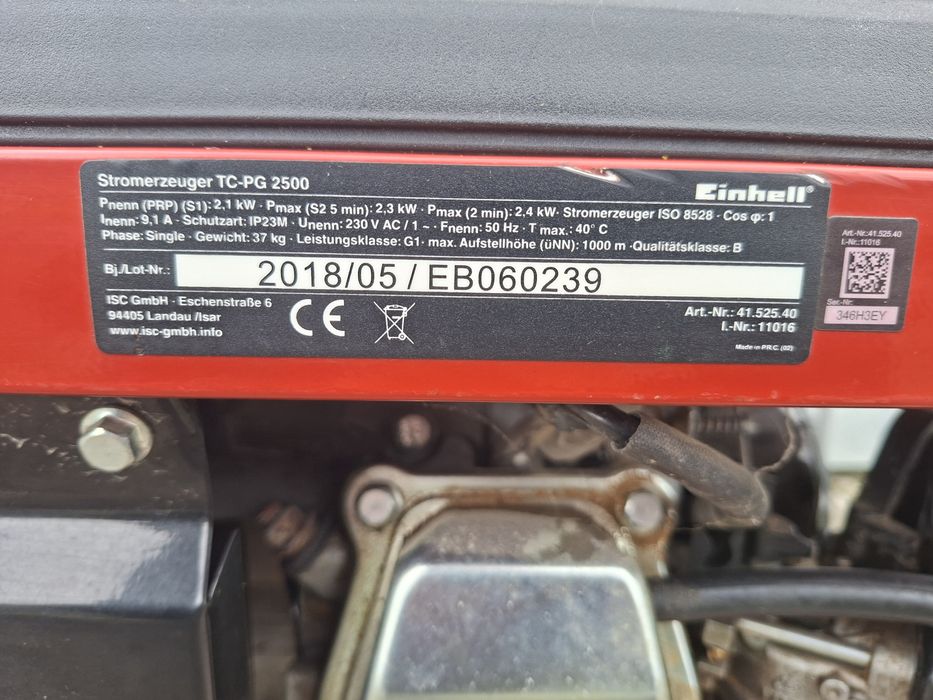 Stromerzeuger TC-PG 2500
Einhell®
Pnenn (PRP) (S1): 2,1 kW · Pmax (S2 5 min): 2,3 kW · Pmax (2 min): 2,4 kW · Stromerzeuger ISO 8528 · Cos φ: 1
Inenn: 9,1 A · Schutzart: IP23M · Unenn: 230 V AC / 1 ~ · Fnenn: 50 Hz · T max.: 40° C
Phase: Single · Gewicht: 37 kg · Leistungsklasse: G1 · max. Aufstellhöhe (üNN): 1000 m · Qualitätsklasse: B
Bj./Lot-Nr.: 2018/05 / EB060239
ISC GmbH · Eschenstraße 6
94405 Landau /Isar
www.isc-gmbh.info
CE
Art.-Nr.: 41.525.40
I.-Nr.: 11016
Made in P.R.C. (02)
Art.-Nr.: 41.525.40
I.-Nr.: 11016
Ser.-Nr.
346H3EY